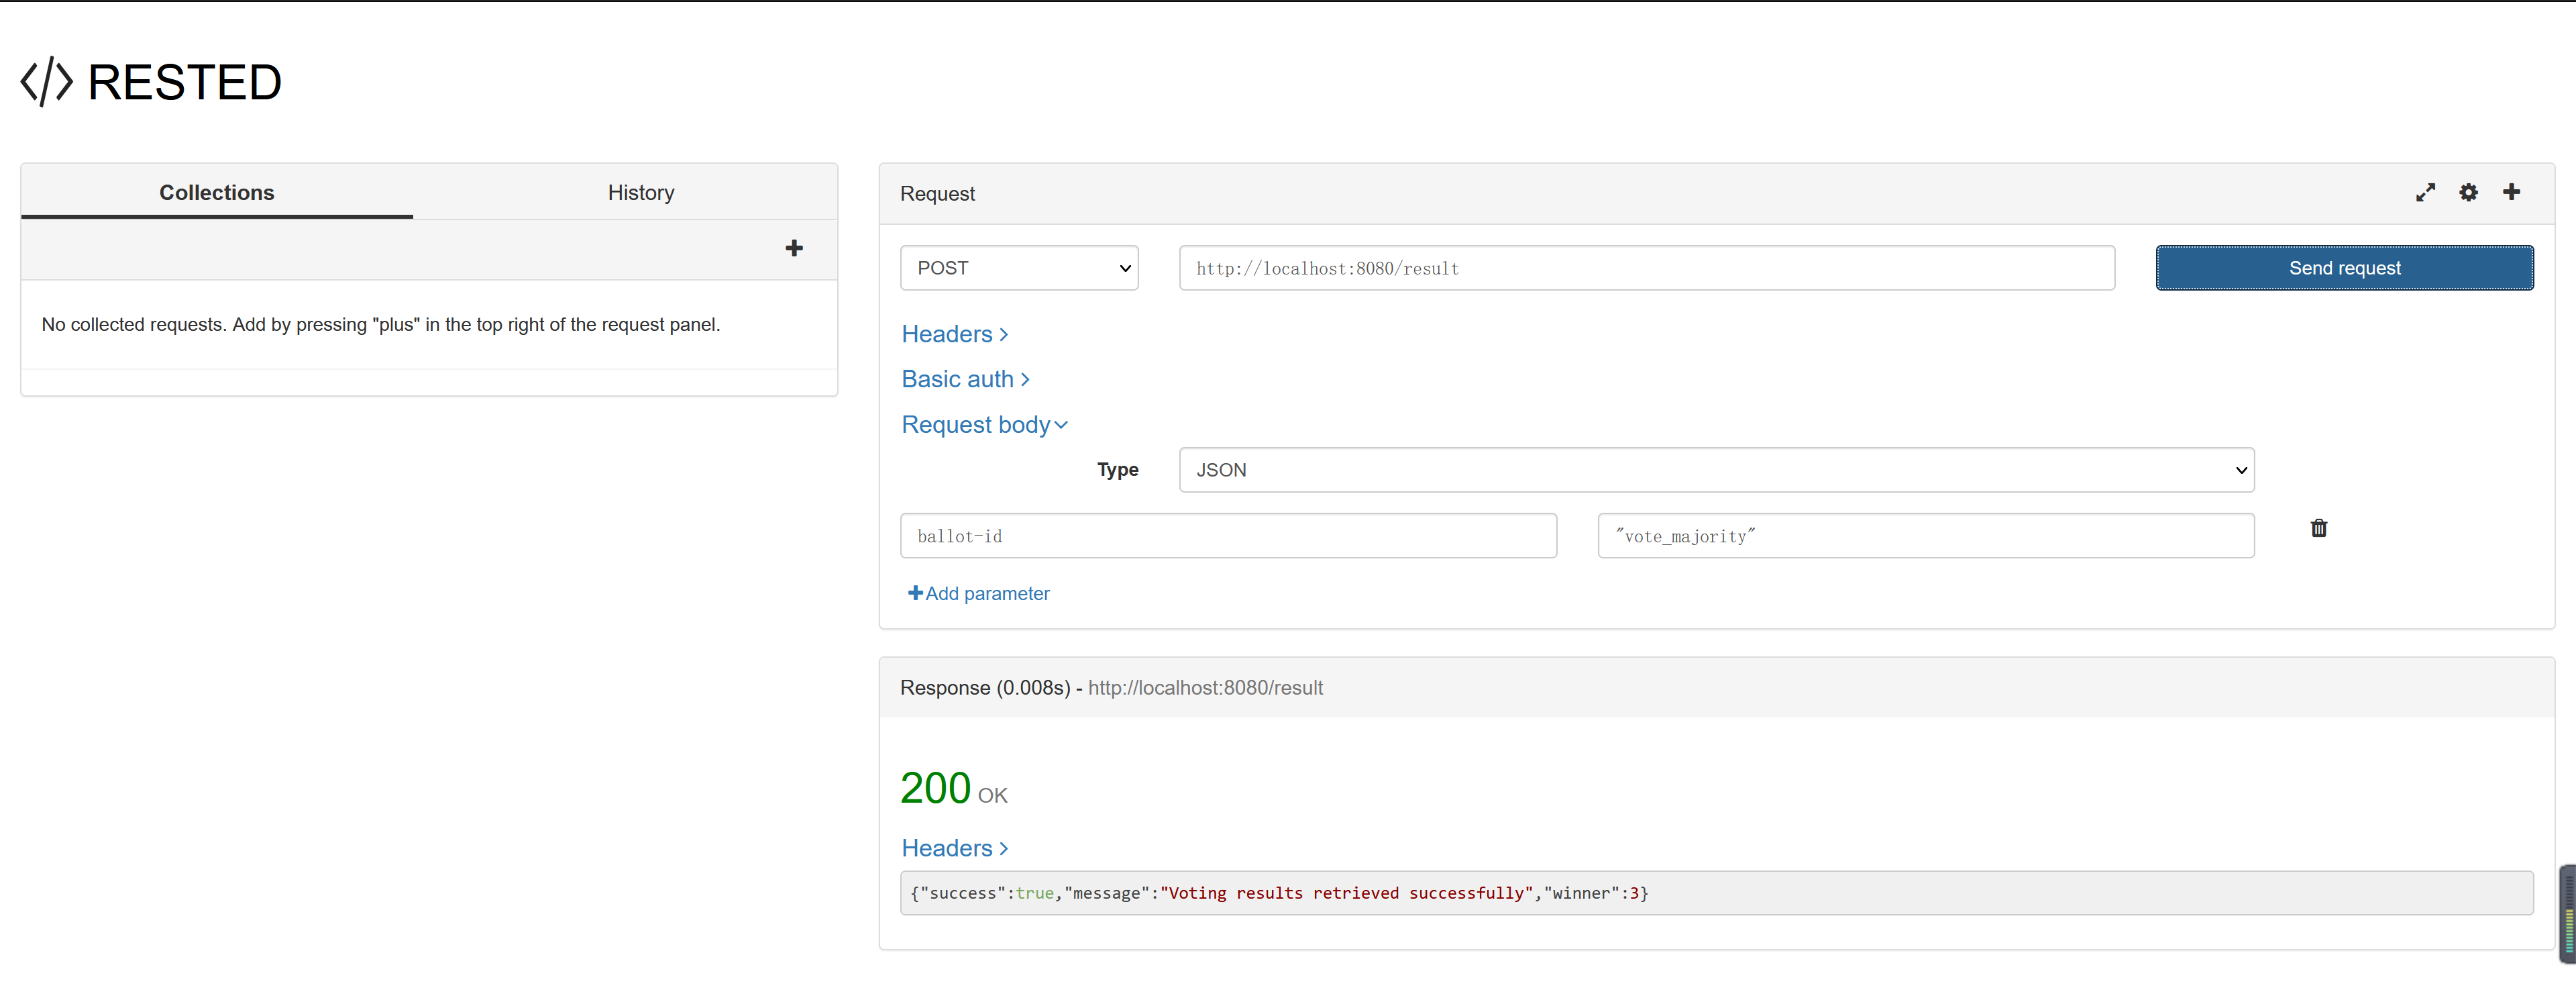 </> RESTED
Collections
History
No collected requests. Add by pressing "plus" in the top right of the request panel.
Request
POST
http://localhost:8080/result
Send request
Headers
Basic auth
Request body
Type
JSON
ballot-id
"vote_majority"
Add parameter
Response (0.008s) - http://localhost:8080/result
200 OK
Headers
{"success":true,"message":"Voting results retrieved successfully","winner":3}